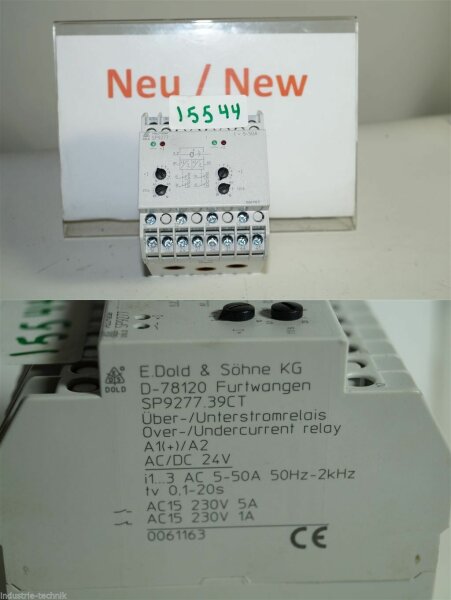 Neu / New
15544
15544
DOLD
E.Dold & Söhne KG
D-78120 Furtwangen
SP9277.39CT
Über-/Unterstromrelais
Over-/Undercurrent relay
A1(+)/A2
AC/DC 24V
i1...3 AC 5-50A 50Hz-2kHz
tv 0.1-20s
AC15 230V 5A
AC15 230V 1A
0061163
CE
industrie-technik